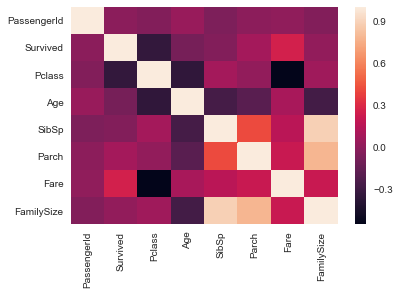 PassengerId
Survived
Pclass
Age
SibSp
Parch
Fare
FamilySize
PassengerId
Survived
Pclass
Age
SibSp
Parch
Fare
FamilySize
0.9
0.6
0.3
0.0
−0.3